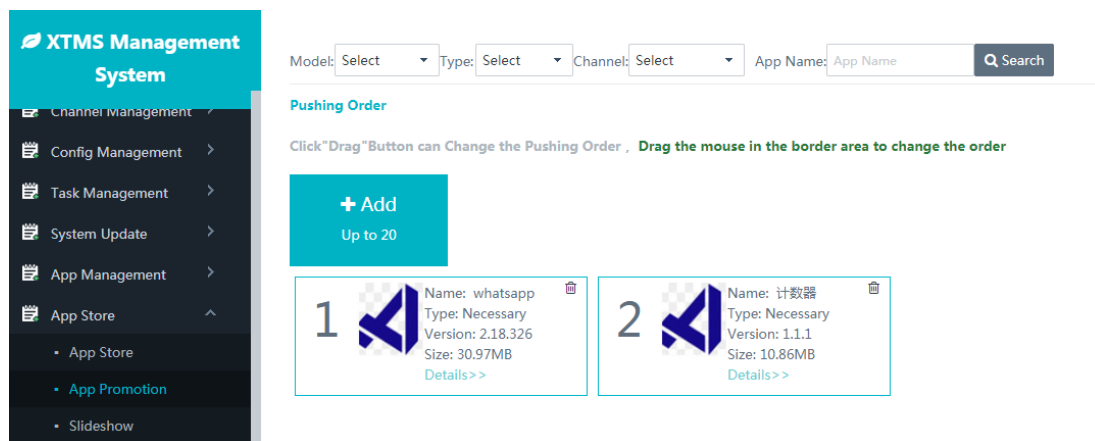 XTMS Management
System
Channel Management
Config Management
Task Management
System Update
App Management
App Store
App Store
App Promotion
Slideshow
Model: Select Type: Select Channel: Select App Name: App Name Search
Pushing Order
Click"Drag"Button can Change the Pushing Order , Drag the mouse in the border area to change the order
+ Add
Up to 20
1
Name: whatsapp
Type: Necessary
Version: 2.18.326
Size: 30.97MB
Details>>
2
Name: 计数器
Type: Necessary
Version: 1.1.1
Size: 10.86MB
Details>>